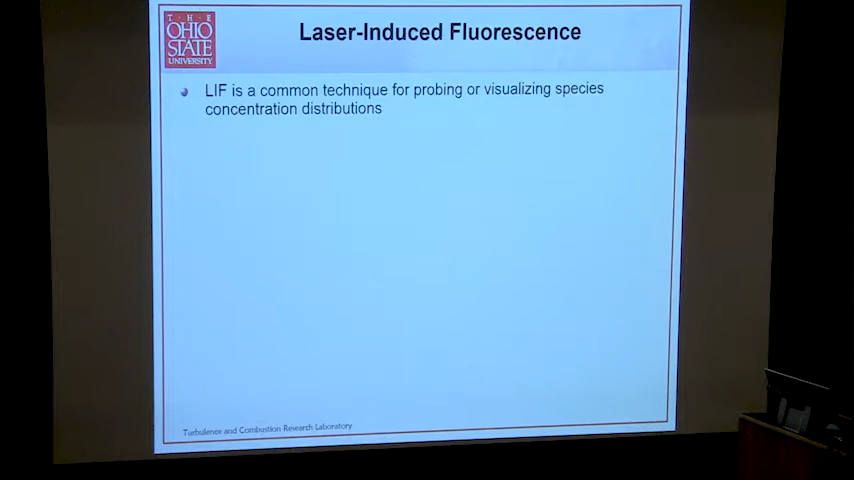 T · H · E
OHIO
STATE
UNIVERSITY
Laser-Induced Fluorescence
LIF is a common technique for probing or visualizing species
concentration distributions
Turbulence and Combustion Research Laboratory